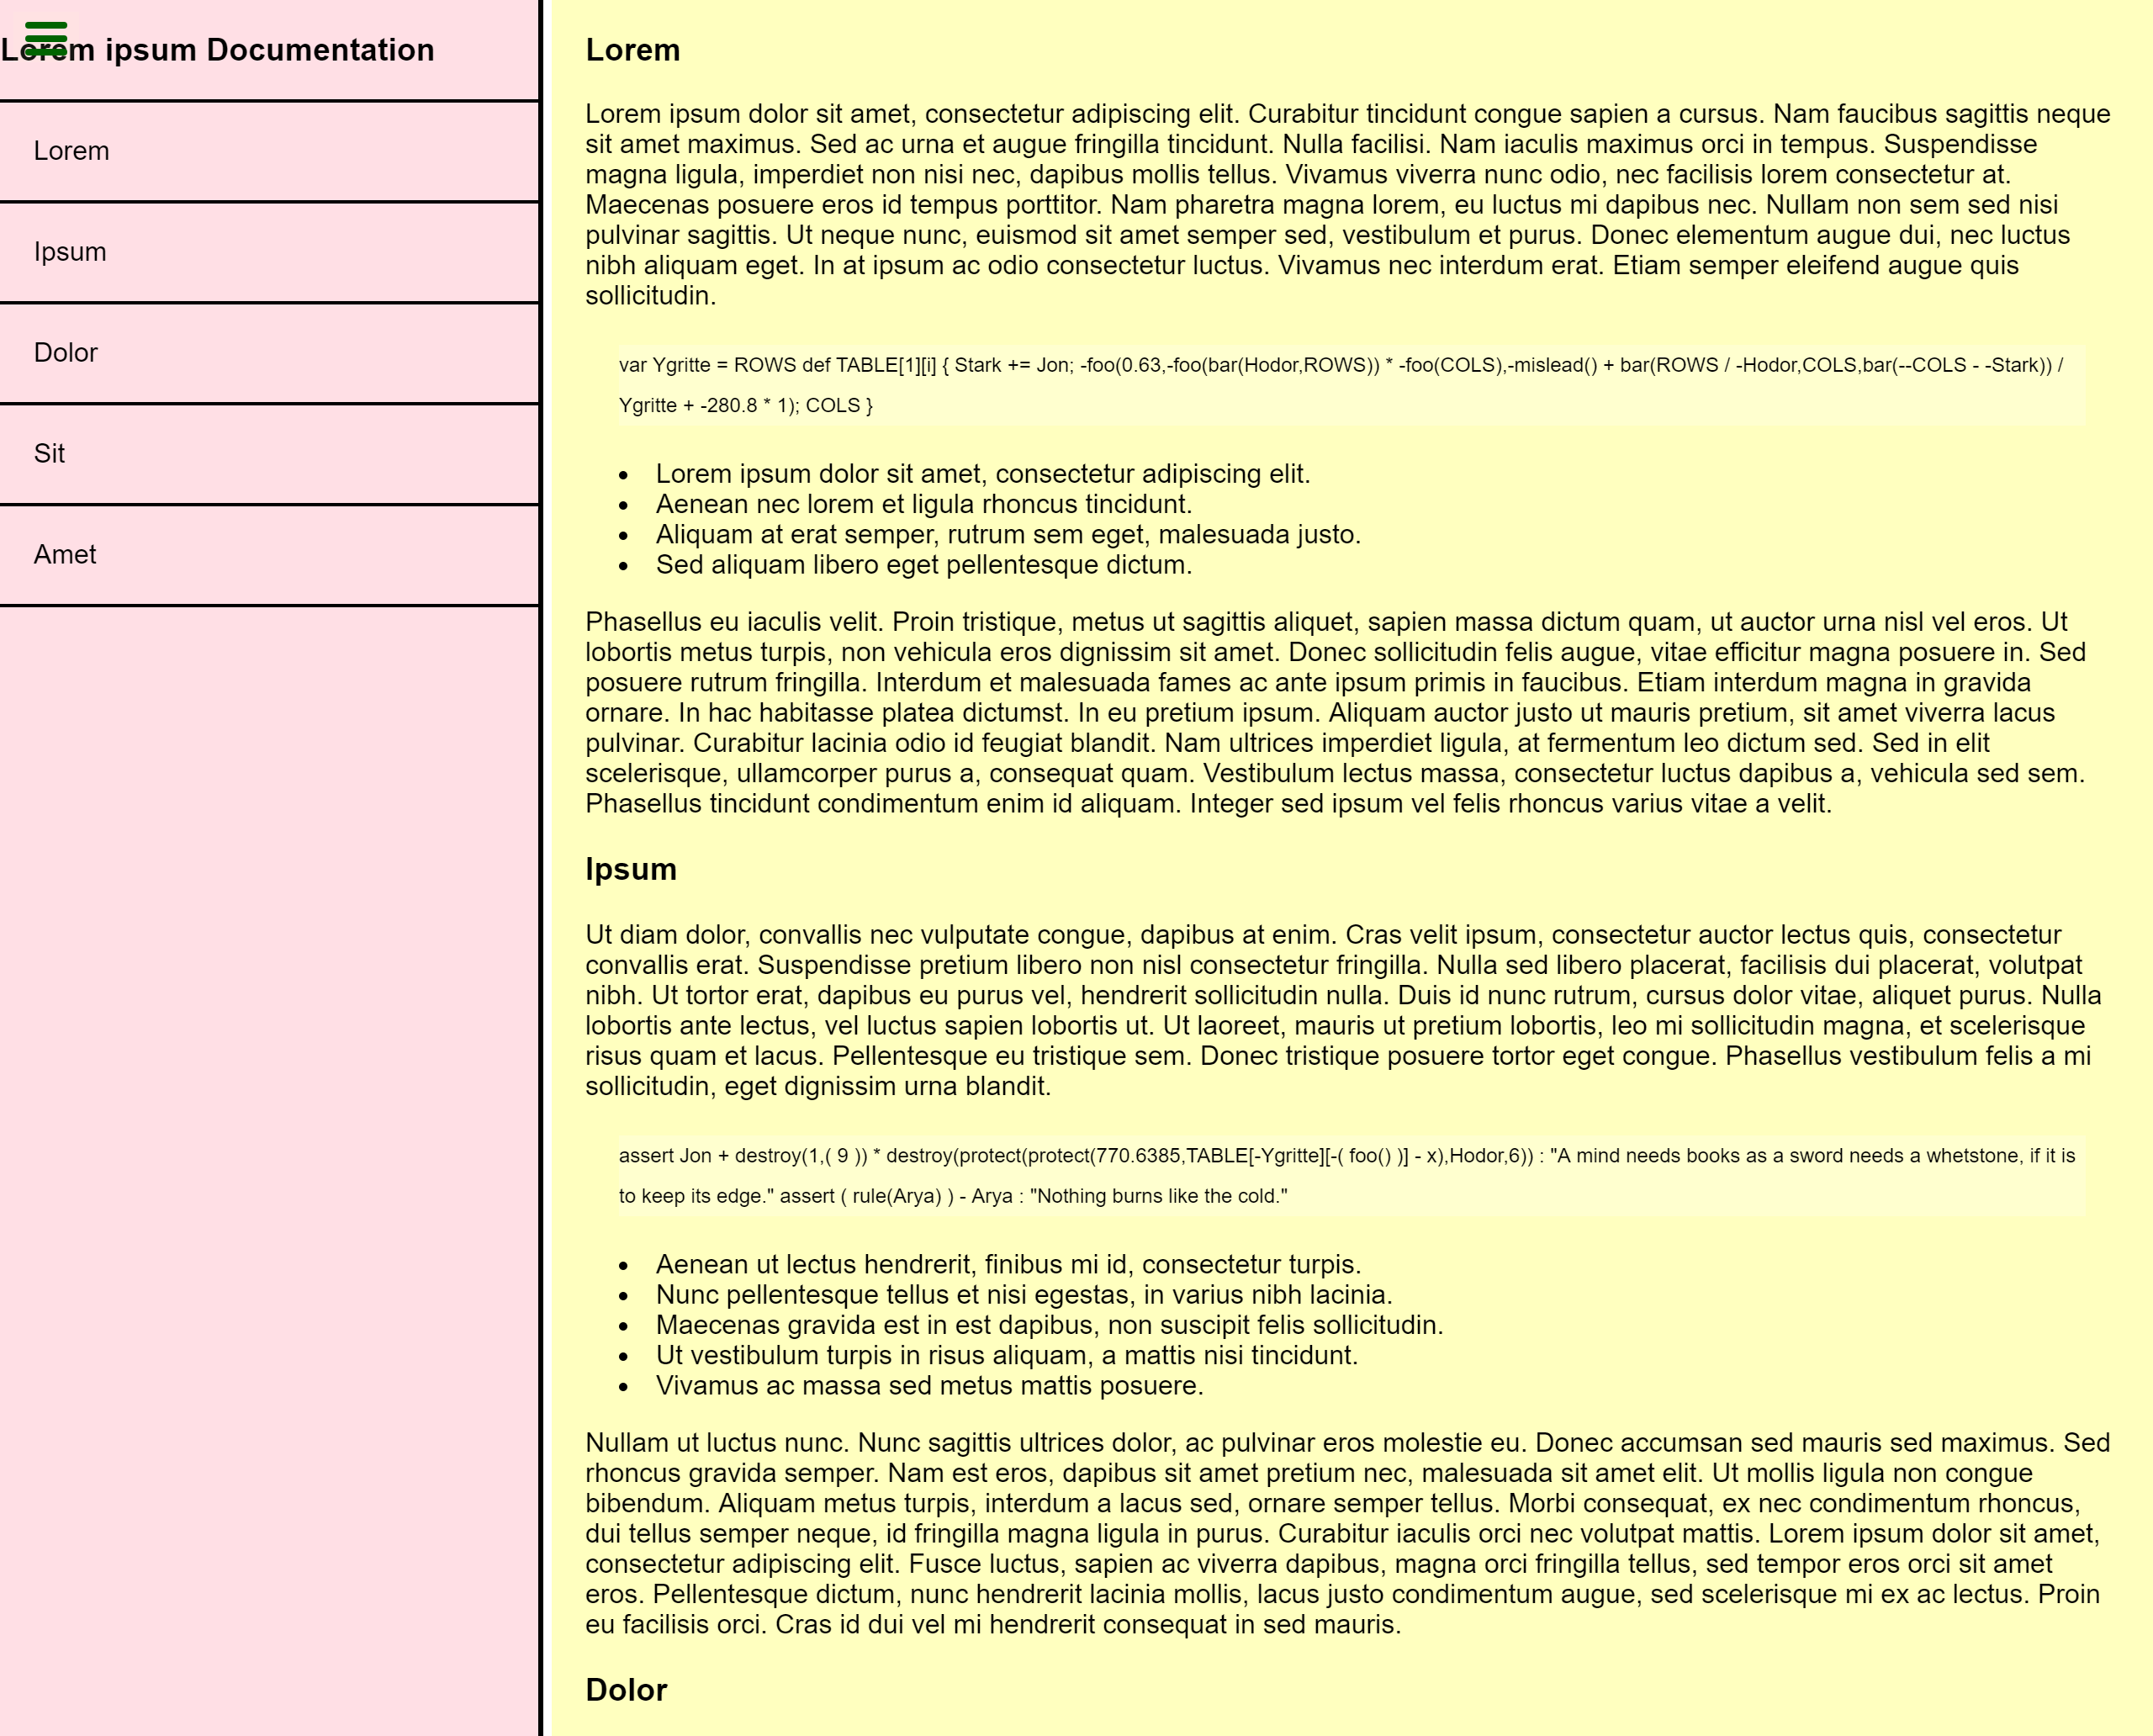 Lorem ipsum Documentation
Lorem
Ipsum
Dolor
Sit
Amet
Lorem
Lorem ipsum dolor sit amet, consectetur adipiscing elit. Curabitur tincidunt congue sapien a cursus. Nam faucibus sagittis neque
sit amet maximus. Sed ac urna et augue fringilla tincidunt. Nulla facilisi. Nam iaculis maximus orci in tempus. Suspendisse
magna ligula, imperdiet non nisi nec, dapibus mollis tellus. Vivamus viverra nunc odio, nec facilisis lorem consectetur at.
Maecenas posuere eros id tempus porttitor. Nam pharetra magna lorem, eu luctus mi dapibus nec. Nullam non sem sed nisi
pulvinar sagittis. Ut neque nunc, euismod sit amet semper sed, vestibulum et purus. Donec elementum augue dui, nec luctus
nibh aliquam eget. In at ipsum ac odio consectetur luctus. Vivamus nec interdum erat. Etiam semper eleifend augue quis
sollicitudin.
var Ygritte = ROWS def TABLE[1][i] { Stark += Jon; -foo(0.63,-foo(bar(Hodor,ROWS)) * -foo(COLS),-mislead() + bar(ROWS / -Hodor,COLS,bar(--COLS - -Stark)) /
Ygritte + -280.8 * 1); COLS }
• Lorem ipsum dolor sit amet, consectetur adipiscing elit.
• Aenean nec lorem et ligula rhoncus tincidunt.
• Aliquam at erat semper, rutrum sem eget, malesuada justo.
• Sed aliquam libero eget pellentesque dictum.
Phasellus eu iaculis velit. Proin tristique, metus ut sagittis aliquet, sapien massa dictum quam, ut auctor urna nisl vel eros. Ut
lobortis metus turpis, non vehicula eros dignissim sit amet. Donec sollicitudin felis augue, vitae efficitur magna posuere in. Sed
posuere rutrum fringilla. Interdum et malesuada fames ac ante ipsum primis in faucibus. Etiam interdum magna in gravida
ornare. In hac habitasse platea dictumst. In eu pretium ipsum. Aliquam auctor justo ut mauris pretium, sit amet viverra lacus
pulvinar. Curabitur lacinia odio id feugiat blandit. Nam ultrices imperdiet ligula, at fermentum leo dictum sed. Sed in elit
scelerisque, ullamcorper purus a, consequat quam. Vestibulum lectus massa, consectetur luctus dapibus a, vehicula sed sem.
Phasellus tincidunt condimentum enim id aliquam. Integer sed ipsum vel felis rhoncus varius vitae a velit.
Ipsum
Ut diam dolor, convallis nec vulputate congue, dapibus at enim. Cras velit ipsum, consectetur auctor lectus quis, consectetur
convallis erat. Suspendisse pretium libero non nisl consectetur fringilla. Nulla sed libero placerat, facilisis dui placerat, volutpat
nibh. Ut tortor erat, dapibus eu purus vel, hendrerit sollicitudin nulla. Duis id nunc rutrum, cursus dolor vitae, aliquet purus. Nulla
lobortis ante lectus, vel luctus sapien lobortis ut. Ut laoreet, mauris ut pretium lobortis, leo mi sollicitudin magna, et scelerisque
risus quam et lacus. Pellentesque eu tristique sem. Donec tristique posuere tortor eget congue. Phasellus vestibulum felis a mi
sollicitudin, eget dignissim urna blandit.
assert Jon + destroy(1,( 9 )) * destroy(protect(protect(770.6385,TABLE[-Ygritte][-( foo() )] - x),Hodor,6)) : "A mind needs books as a sword needs a whetstone, if it is
to keep its edge." assert ( rule(Arya) ) - Arya : "Nothing burns like the cold."
• Aenean ut lectus hendrerit, finibus mi id, consectetur turpis.
• Nunc pellentesque tellus et nisi egestas, in varius nibh lacinia.
• Maecenas gravida est in est dapibus, non suscipit felis sollicitudin.
• Ut vestibulum turpis in risus aliquam, a mattis nisi tincidunt.
• Vivamus ac massa sed metus mattis posuere.
Nullam ut luctus nunc. Nunc sagittis ultrices dolor, ac pulvinar eros molestie eu. Donec accumsan sed mauris sed maximus. Sed
rhoncus gravida semper. Nam est eros, dapibus sit amet pretium nec, malesuada sit amet elit. Ut mollis ligula non congue
bibendum. Aliquam metus turpis, interdum a lacus sed, ornare semper tellus. Morbi consequat, ex nec condimentum rhoncus,
dui tellus semper neque, id fringilla magna ligula in purus. Curabitur iaculis orci nec volutpat mattis. Lorem ipsum dolor sit amet,
consectetur adipiscing elit. Fusce luctus, sapien ac viverra dapibus, magna orci fringilla tellus, sed tempor eros orci sit amet
eros. Pellentesque dictum, nunc hendrerit lacinia mollis, lacus justo condimentum augue, sed scelerisque mi ex ac lectus. Proin
eu facilisis orci. Cras id dui vel mi hendrerit consequat in sed mauris.
Dolor